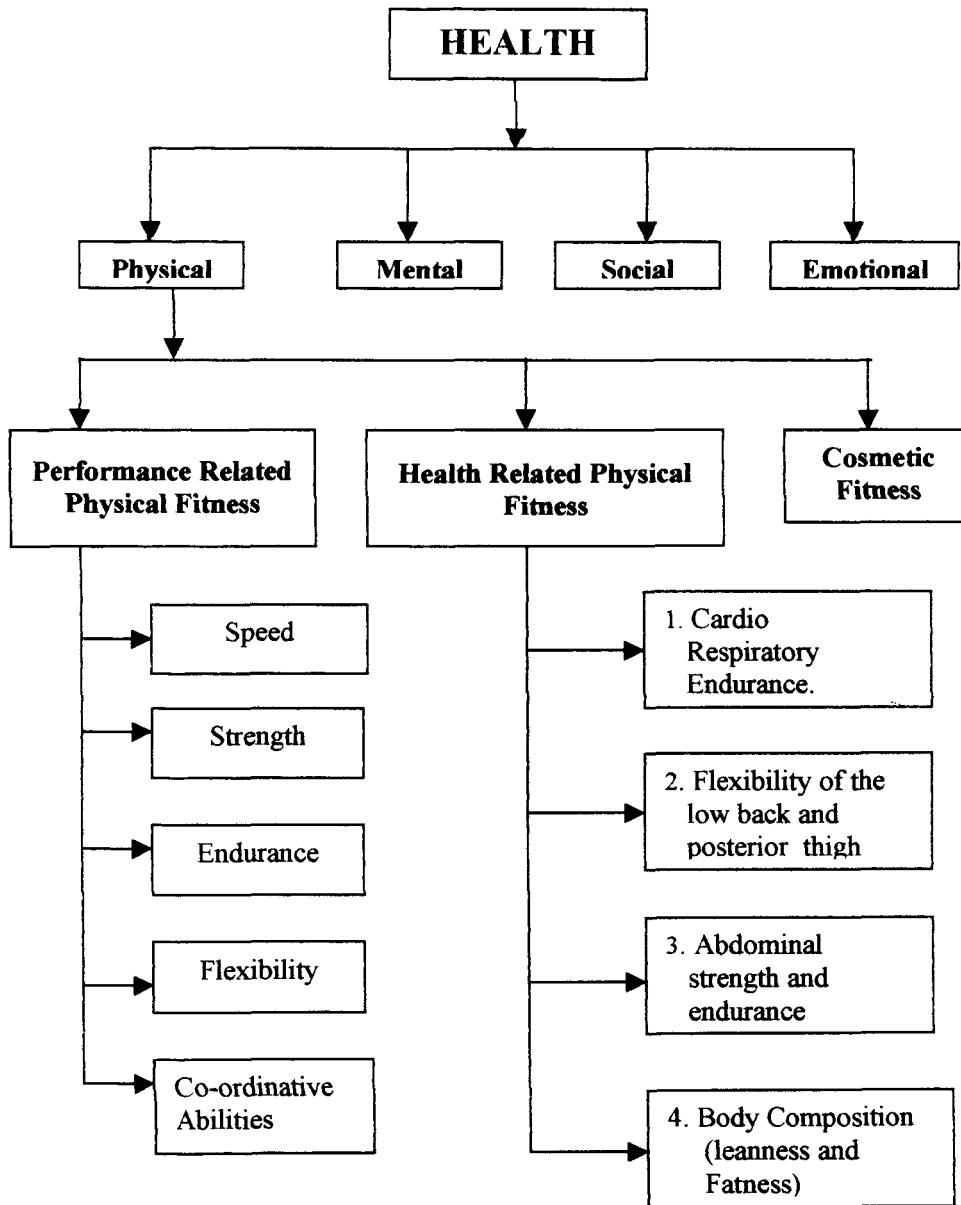 HEALTH
Physical
Mental
Social
Emotional
Performance Related
Physical Fitness
Health Related Physical
Fitness
Cosmetic
Fitness
Speed
Strength
Endurance
Flexibility
Co-ordinative
Abilities
1. Cardio
Respiratory
Endurance.
2. Flexibility of the
low back and
posterior thigh
3. Abdominal
strength and
endurance
4. Body Composition
(leanness and
Fatness)